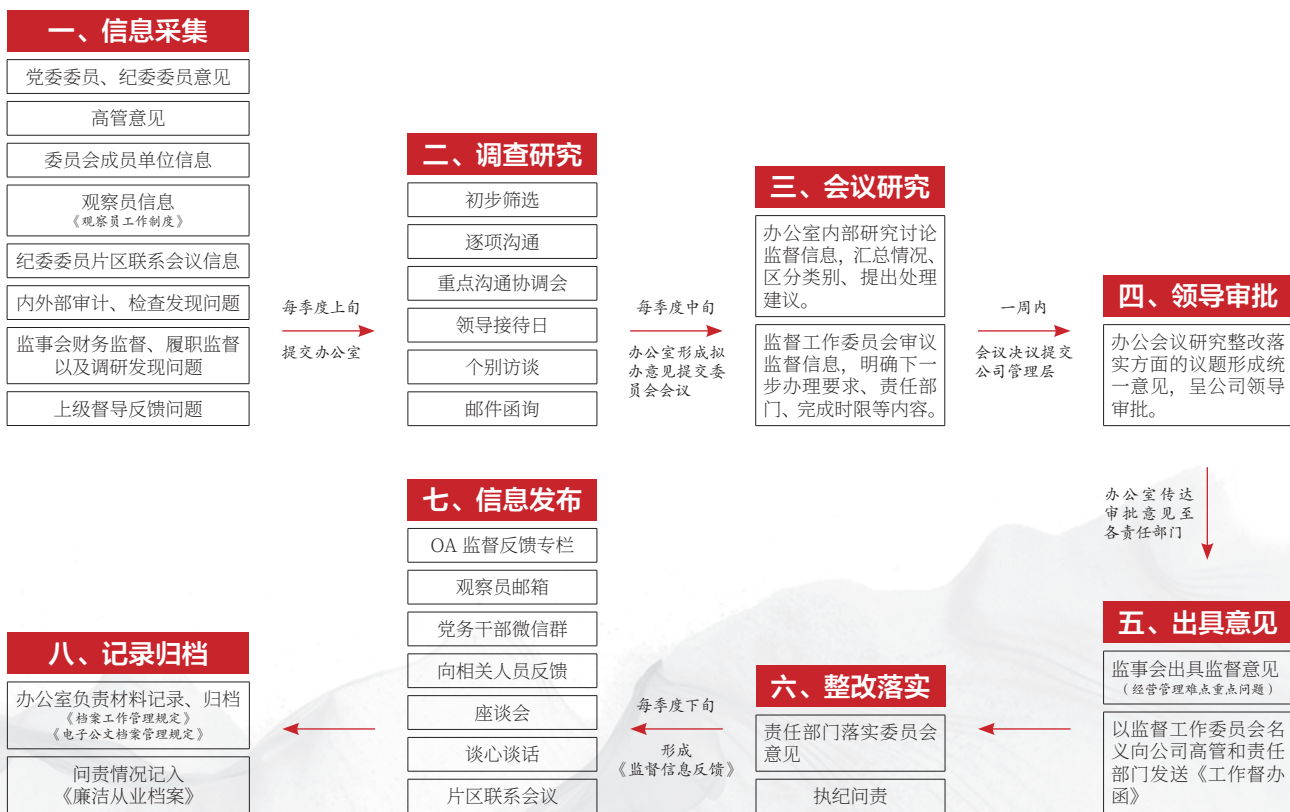 一、信息采集
党委委员、纪委委员意见
高管意见
委员会成员单位信息
观察员信息
《观察员工作制度》
纪委委员片区联系会议信息
内外部审计、检查发现问题
监事会财务监督、履职监督
以及调研发现问题
上级督导反馈问题
每季度上旬
提交办公室
二、调查研究
初步筛选
逐项沟通
重点沟通协调会
领导接待日
个别访谈
邮件函询
每季度中旬
办公室形成拟
办意见提交委
员会会议
三、会议研究
办公室内部研究讨论
监督信息，汇总情况、
区分类别、提出处理
建议。
监督工作委员会审议
监督信息，明确下一
步办理要求、责任部
门、完成时限等内容。
一周内
会议决议提交
公司管理层
四、领导审批
办公会议研究整改落
实方面的议题形成统
一意见，呈公司领导
审批。
办公室传达
审批意见至
各责任部门
五、出具意见
监事会出具监督意见
（经营管理难点重点问题）
以监督工作委员会名
义向公司高管和责任
部门发送《工作督办
函》
六、整改落实
责任部门落实委员会
意见
执纪问责
每季度下旬
形成
《监督信息反馈》
七、信息发布
OA 监督反馈专栏
观察员邮箱
党务干部微信群
向相关人员反馈
座谈会
谈心谈话
片区联系会议
八、记录归档
办公室负责材料记录、归档
《档案工作管理规定》
《电子公文档案管理规定》
问责情况记入
《廉洁从业档案》